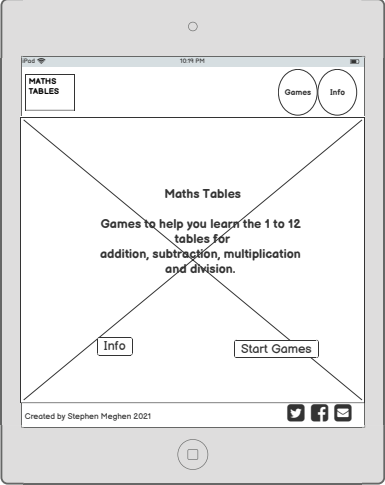 iPad
10:19 PM
MATHS
TABLES
Games
Info
Maths Tables
Games to help you learn the 1 to 12
tables for
addition, subtraction, multiplication
and division.
Info
Start Games
Created by Stephen Meghen 2021